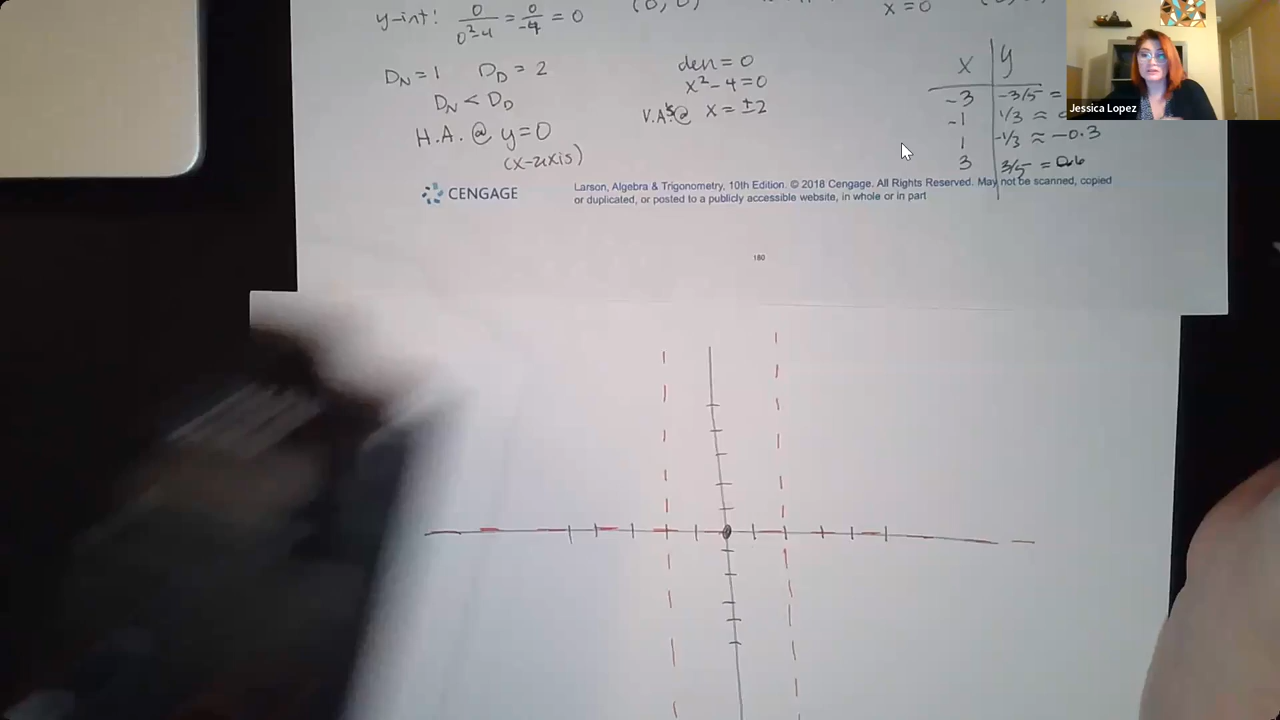 y-int: 0/(0²-4) = 0/-4 = 0
(0,0)
x=0
D_N = 1 D_D = 2
D_N < D_D
H.A. @ y=0
(x-axis)
den = 0
x²-4=0
V.A's @ x = ±2
x | y
-3 | -3/5 =
-1 | 1/3 ≈
1 | -1/3 ≈ -0.3
3 | 3/5 = 0.6
Jessica Lopez
CENGAGE
Larson, Algebra & Trigonometry, 10th Edition. © 2018 Cengage. All Rights Reserved. May not be scanned, copied
or duplicated, or posted to a publicly accessible website, in whole or in part
180